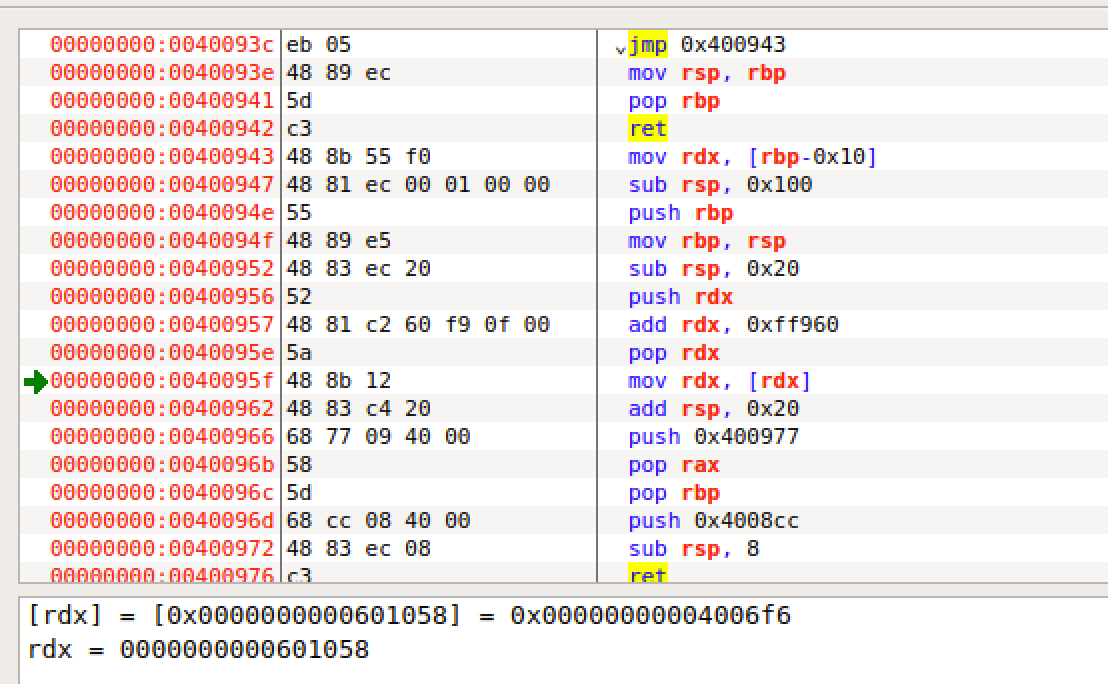 00000000:0040093c eb 05 jmp 0x400943
00000000:0040093e 48 89 ec mov rsp, rbp
00000000:00400941 5d pop rbp
00000000:00400942 c3 ret
00000000:00400943 48 8b 55 f0 mov rdx, [rbp-0x10]
00000000:00400947 48 81 ec 00 01 00 00 sub rsp, 0x100
00000000:0040094e 55 push rbp
00000000:0040094f 48 89 e5 mov rbp, rsp
00000000:00400952 48 83 ec 20 sub rsp, 0x20
00000000:00400956 52 push rdx
00000000:00400957 48 81 c2 60 f9 0f 00 add rdx, 0xff960
00000000:0040095e 5a pop rdx
00000000:0040095f 48 8b 12 mov rdx, [rdx]
00000000:00400962 48 83 c4 20 add rsp, 0x20
00000000:00400966 68 77 09 40 00 push 0x400977
00000000:0040096b 58 pop rax
00000000:0040096c 5d pop rbp
00000000:0040096d 68 cc 08 40 00 push 0x4008cc
00000000:00400972 48 83 ec 08 sub rsp, 8
00000000:00400976 c3 ret
[rdx] = [0x0000000000601058] = 0x00000000004006f6
rdx = 0000000000601058